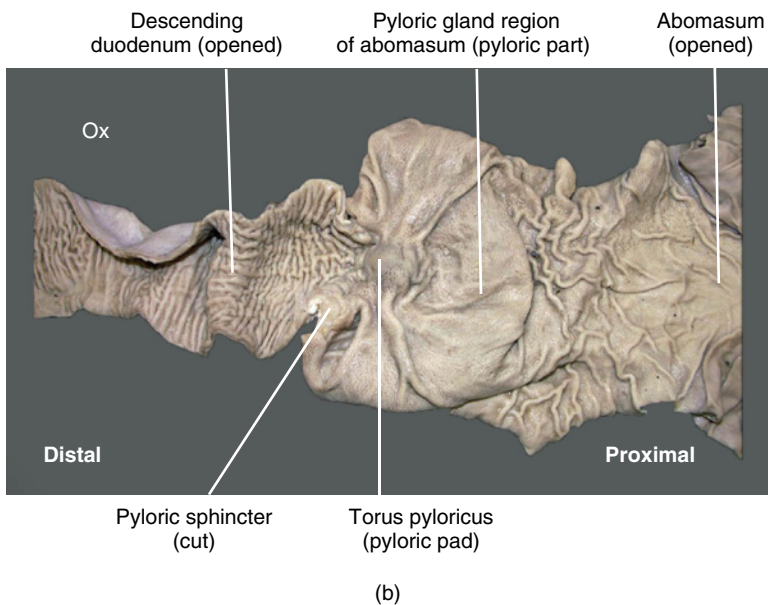 Descending
duodenum (opened)
Pyloric gland region
of abomasum (pyloric part)
Abomasum
(opened)
Ox
Distal
Proximal
Pyloric sphincter
(cut)
Torus pyloricus
(pyloric pad)
(b)